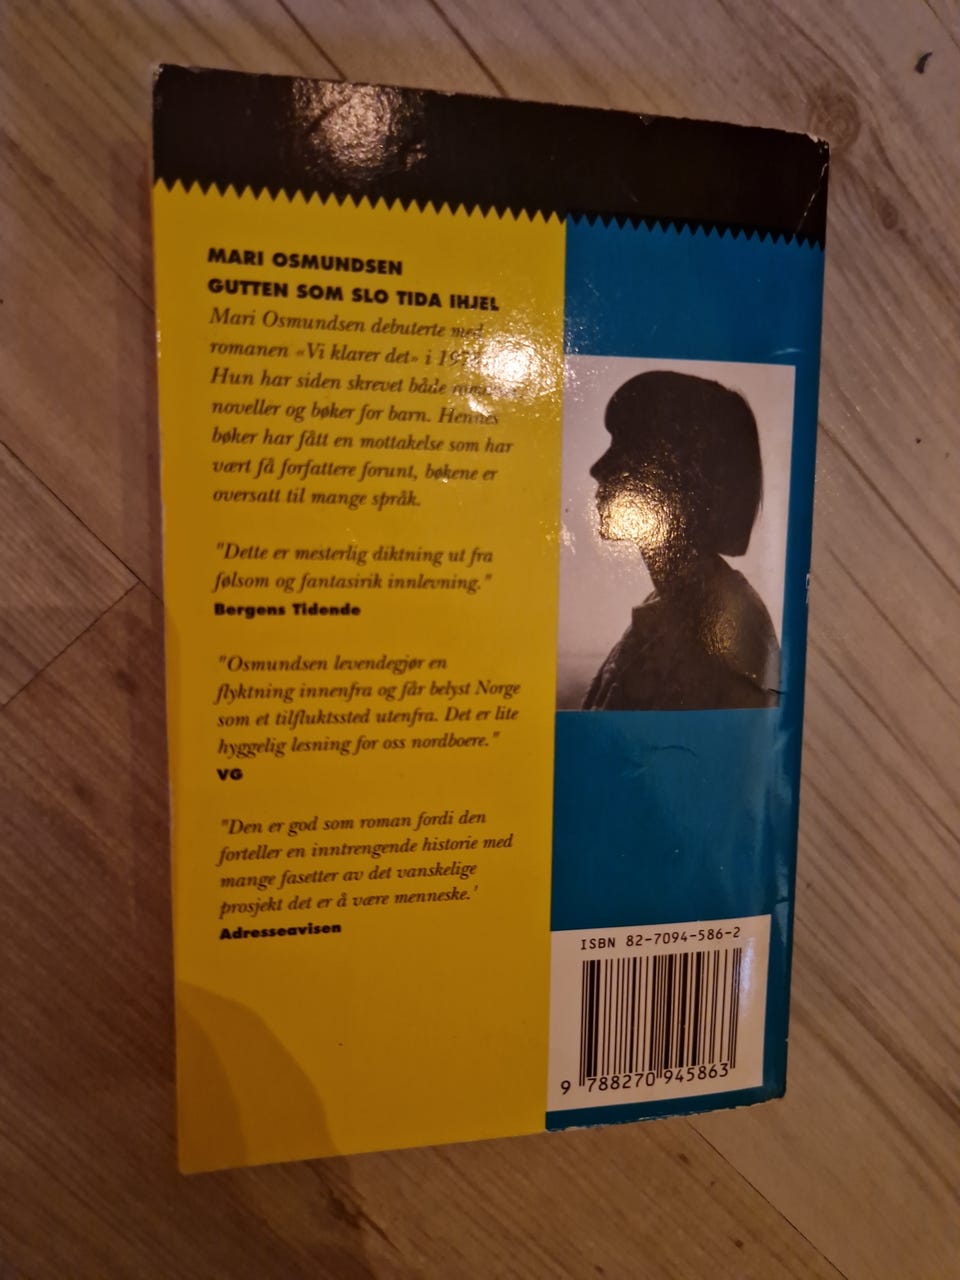 MARI OSMUNDSEN
GUTTEN SOM SLO TIDA IHJEL
Mari Osmundsen debuterte med
romanen «Vi klarer det» i
Hun har siden skrevet både
noveller og bøker for barn. Hennes
bøker har fått en mottakelse som har
vært få forfattere forunt, bøkene er
oversatt til mange språk.
"Dette er mesterlig diktning ut fra
følsom og fantasirik innlevning."
Bergens Tidende
"Osmundsen levendegjør en
flyktning innenfra og får belyst Norge
som et tilfluktssted utenfra. Det er lite
hyggelig lesning for oss nordboere."
VG
"Den er god som roman fordi den
forteller en inntrengende historie med
mange fasetter av det vanskelige
prosjekt det er å være menneske.'
Adresseavisen
ISBN 82-7094-586-2
9 788270 945863